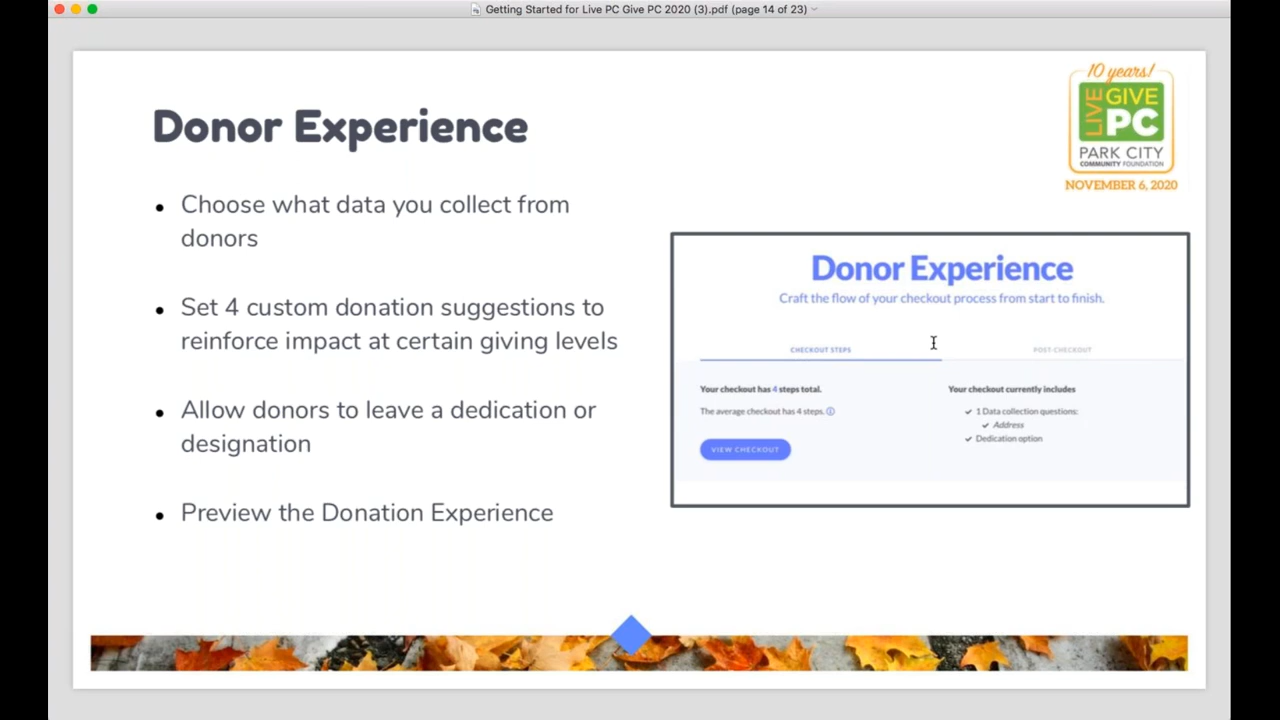 Getting Started for Live PC Give PC 2020 (3).pdf (page 14 of 23)
10 years!
LIVE
GIVE
PC
PARK CITY
COMMUNITY FOUNDATION
NOVEMBER 6, 2020
Donor Experience
• Choose what data you collect from
donors
• Set 4 custom donation suggestions to
reinforce impact at certain giving levels
• Allow donors to leave a dedication or
designation
• Preview the Donation Experience
Donor Experience
Craft the flow of your checkout process from start to finish.
CHECKOUT STEPS
POST-CHECKOUT
Your checkout has 4 steps total.
The average checkout has 4 steps.
VIEW CHECKOUT
Your checkout currently includes
✓ 1 Data collection questions:
✓ Address
✓ Dedication option